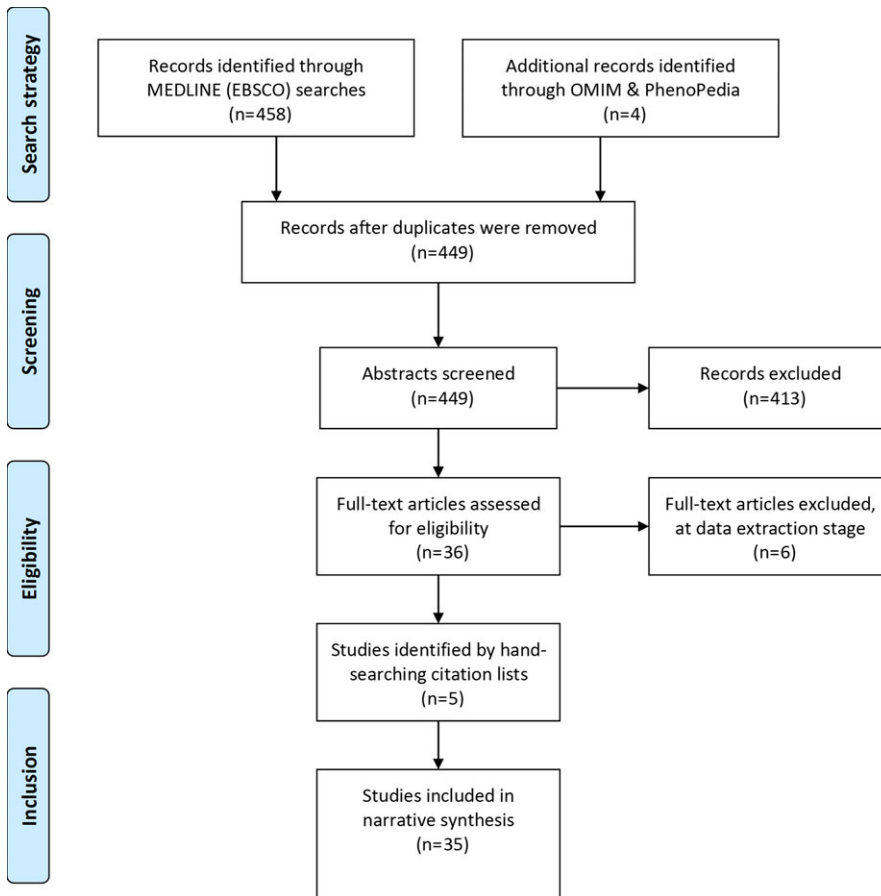 Search strategy
Records identified through
MEDLINE (EBSCO) searches
(n=458)
Additional records identified
through OMIM & PhenoPedia
(n=4)
Records after duplicates were removed
(n=449)
Screening
Abstracts screened
(n=449)
Records excluded
(n=413)
Eligibility
Full-text articles assessed
for eligibility
(n=36)
Full-text articles excluded,
at data extraction stage
(n=6)
Studies identified by hand-
searching citation lists
(n=5)
Inclusion
Studies included in
narrative synthesis
(n=35)